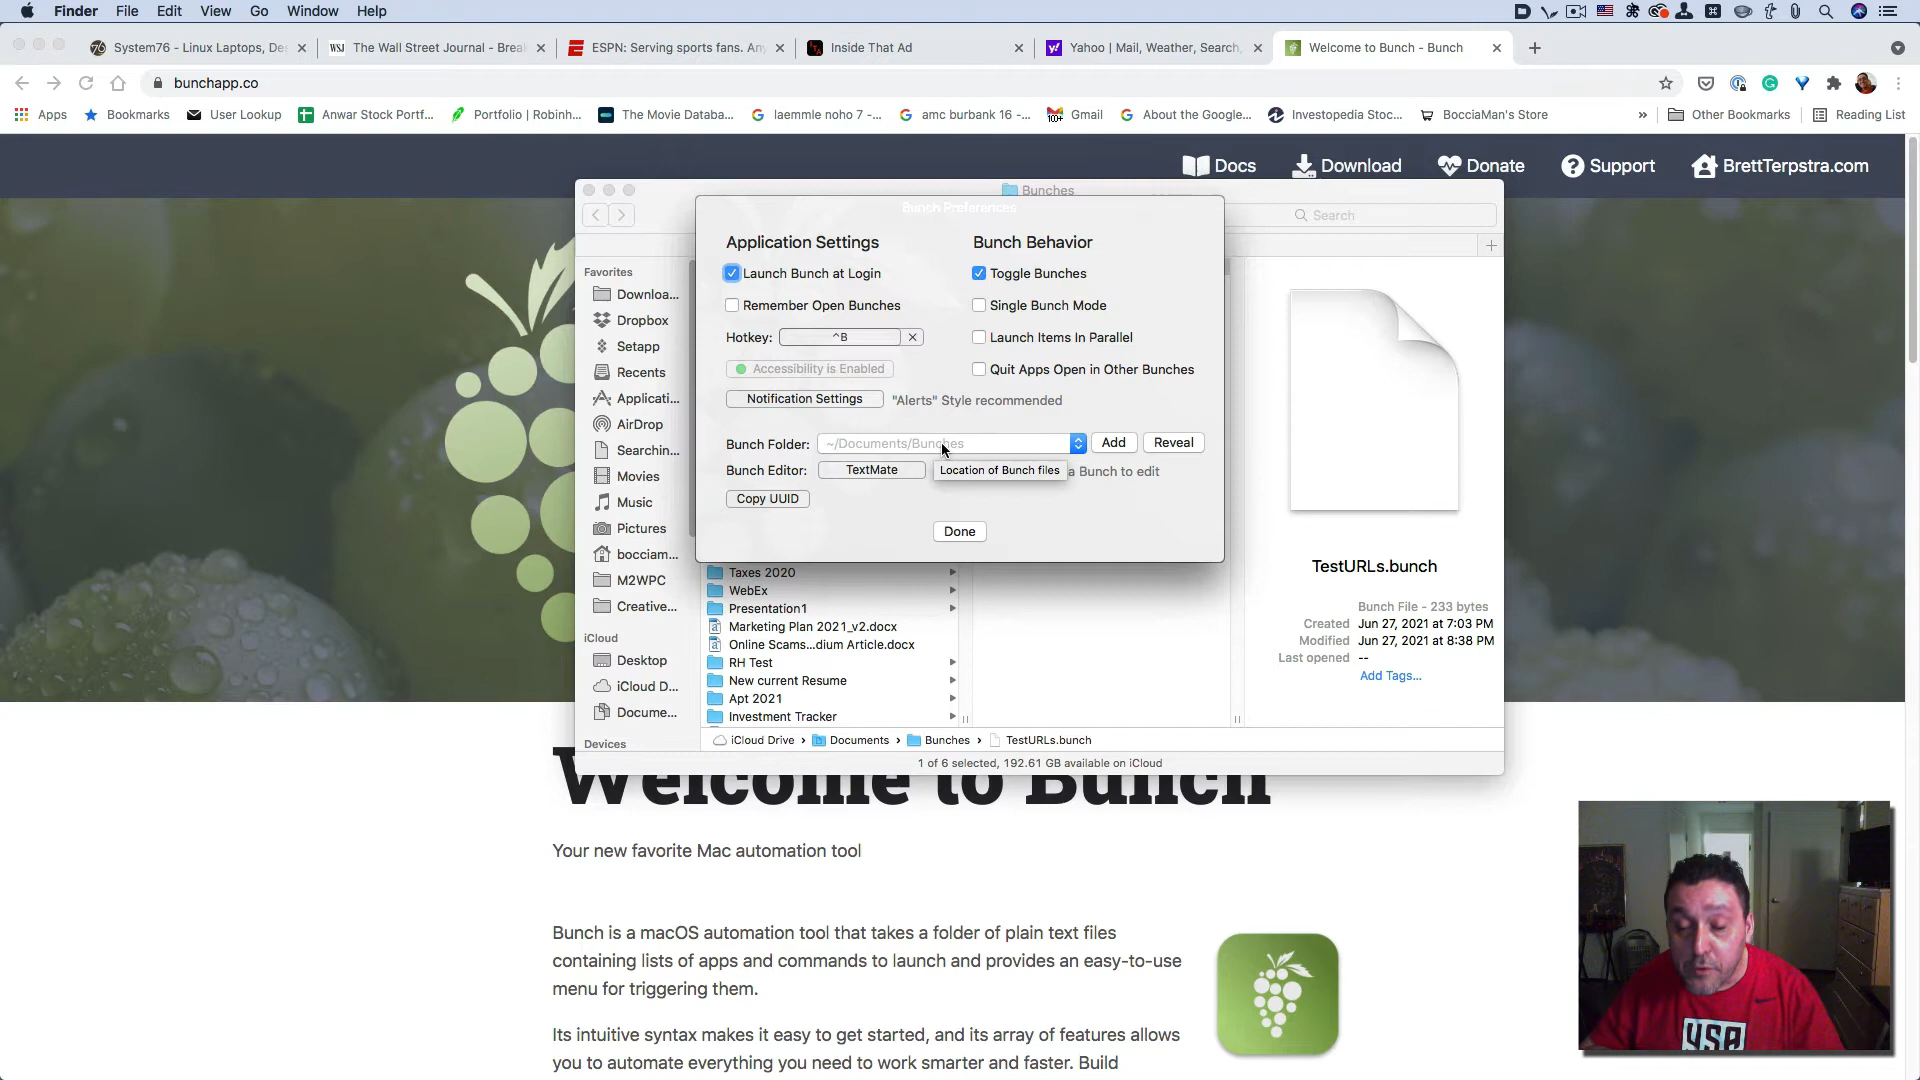 Finder File Edit View Go Window Help
System76 - Linux Laptops, De
WSJ The Wall Street Journal - Brea
ESPN: Serving sports fans. Any
Inside That Ad
Yahoo | Mail, Weather, Search,
Welcome to Bunch - Bunch
bunchapp.co
Apps Bookmarks User Lookup Anwar Stock Portf... Portfolio | Robinh... The Movie Databa... laemmle noho 7 -... amc burbank 16 -... Gmail About the Google... Investopedia Stoc... BocciaMan's Store » Other Bookmarks Reading List
Docs Download Donate Support BrettTerpstra.com
Bunches
Search
Bunch Preferences
Application Settings
Launch Bunch at Login
Remember Open Bunches
Hotkey: ^B
Accessibility is Enabled
Notification Settings "Alerts" Style recommended
Bunch Behavior
Toggle Bunches
Single Bunch Mode
Launch Items In Parallel
Quit Apps Open in Other Bunches
Bunch Folder: ~/Documents/Bunches Add Reveal
Bunch Editor: TextMate a Bunch to edit
Location of Bunch files
Copy UUID
Done
Favorites
Downloa...
Dropbox
Setapp
Recents
Applicati...
AirDrop
Searchin...
Movies
Music
Pictures
bocciam...
M2WPC
Creative...
iCloud
Desktop
iCloud D...
Docume...
Devices
Taxes 2020
WebEx
Presentation1
Marketing Plan 2021_v2.docx
Online Scams...dium Article.docx
RH Test
New current Resume
Apt 2021
Investment Tracker
TestURLs.bunch
Bunch File - 233 bytes
Created Jun 27, 2021 at 7:03 PM
Modified Jun 27, 2021 at 8:38 PM
Last opened --
Add Tags...
iCloud Drive › Documents › Bunches › TestURLs.bunch
1 of 6 selected, 192.61 GB available on iCloud
Welcome to Bunch
Your new favorite Mac automation tool
Bunch is a macOS automation tool that takes a folder of plain text files
containing lists of apps and commands to launch and provides an easy-to-use
menu for triggering them.
Its intuitive syntax makes it easy to get started, and its array of features allows
you to automate everything you need to work smarter and faster. Build